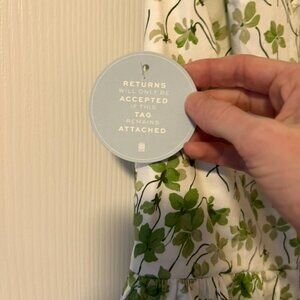 RETURNS
WILL ONLY BE
ACCEPTED
IF THIS
TAG
REMAINS
ATTACHED